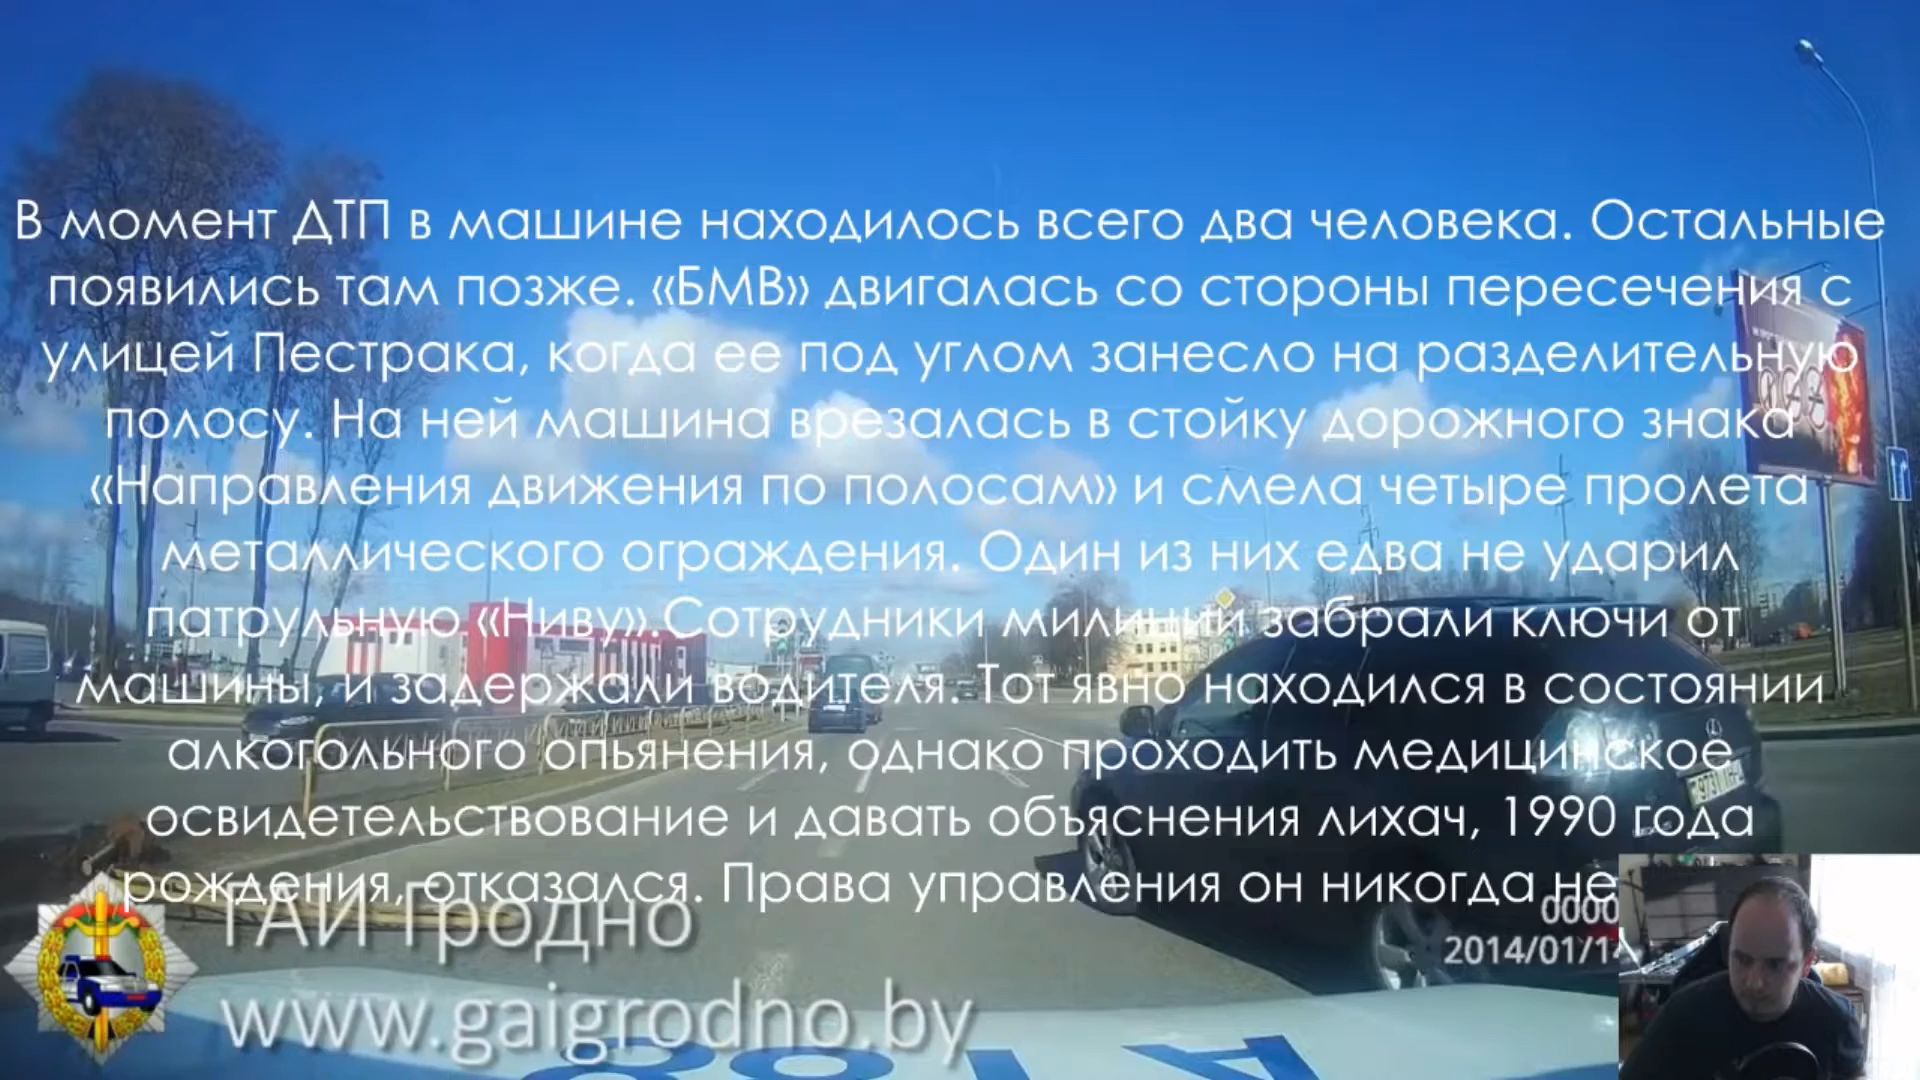 В момент ДТП в машине находилось всего два человека. Остальные
появились там позже. «БМВ» двигалась со стороны пересечения с
улицей Пестрака, когда ее под углом занесло на разделительную
полосу. На ней машина врезалась в стойку дорожного знака
«Направления движения по полосам» и смела четыре пролета
металлического ограждения. Один из них едва не ударил
патрульную «Ниву».Сотрудники милиции забрали ключи от
машины, и задержали водителя. Тот явно находился в состоянии
алкогольного опьянения, однако проходить медицинское
освидетельствование и давать объяснения лихач, 1990 года
рождения, отказался. Права управления он никогда не
ГАИ Гродно
www.gaigrodno.by
0000
2014/01/14